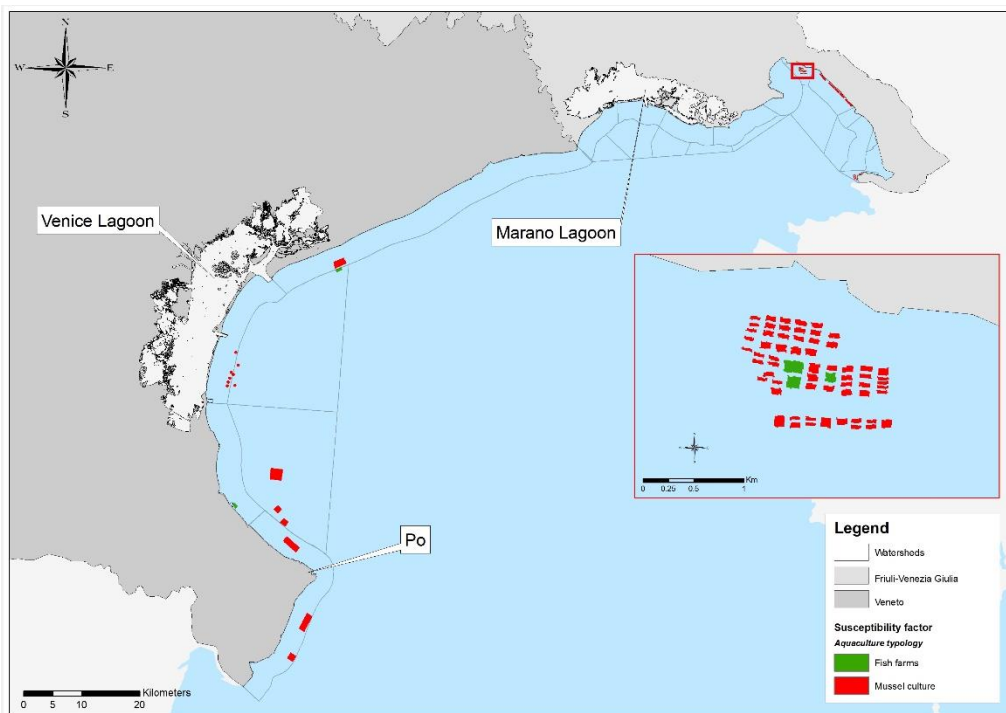 N
W E
S
Venice Lagoon
Marano Lagoon
Po
Km
0 0.25 0.5 1
Legend
Watersheds
Friuli-Venezia Giulia
Veneto
Susceptibility factor
Aquaculture typology
Fish farms
Mussel culture
Kilometers
0 5 10 20